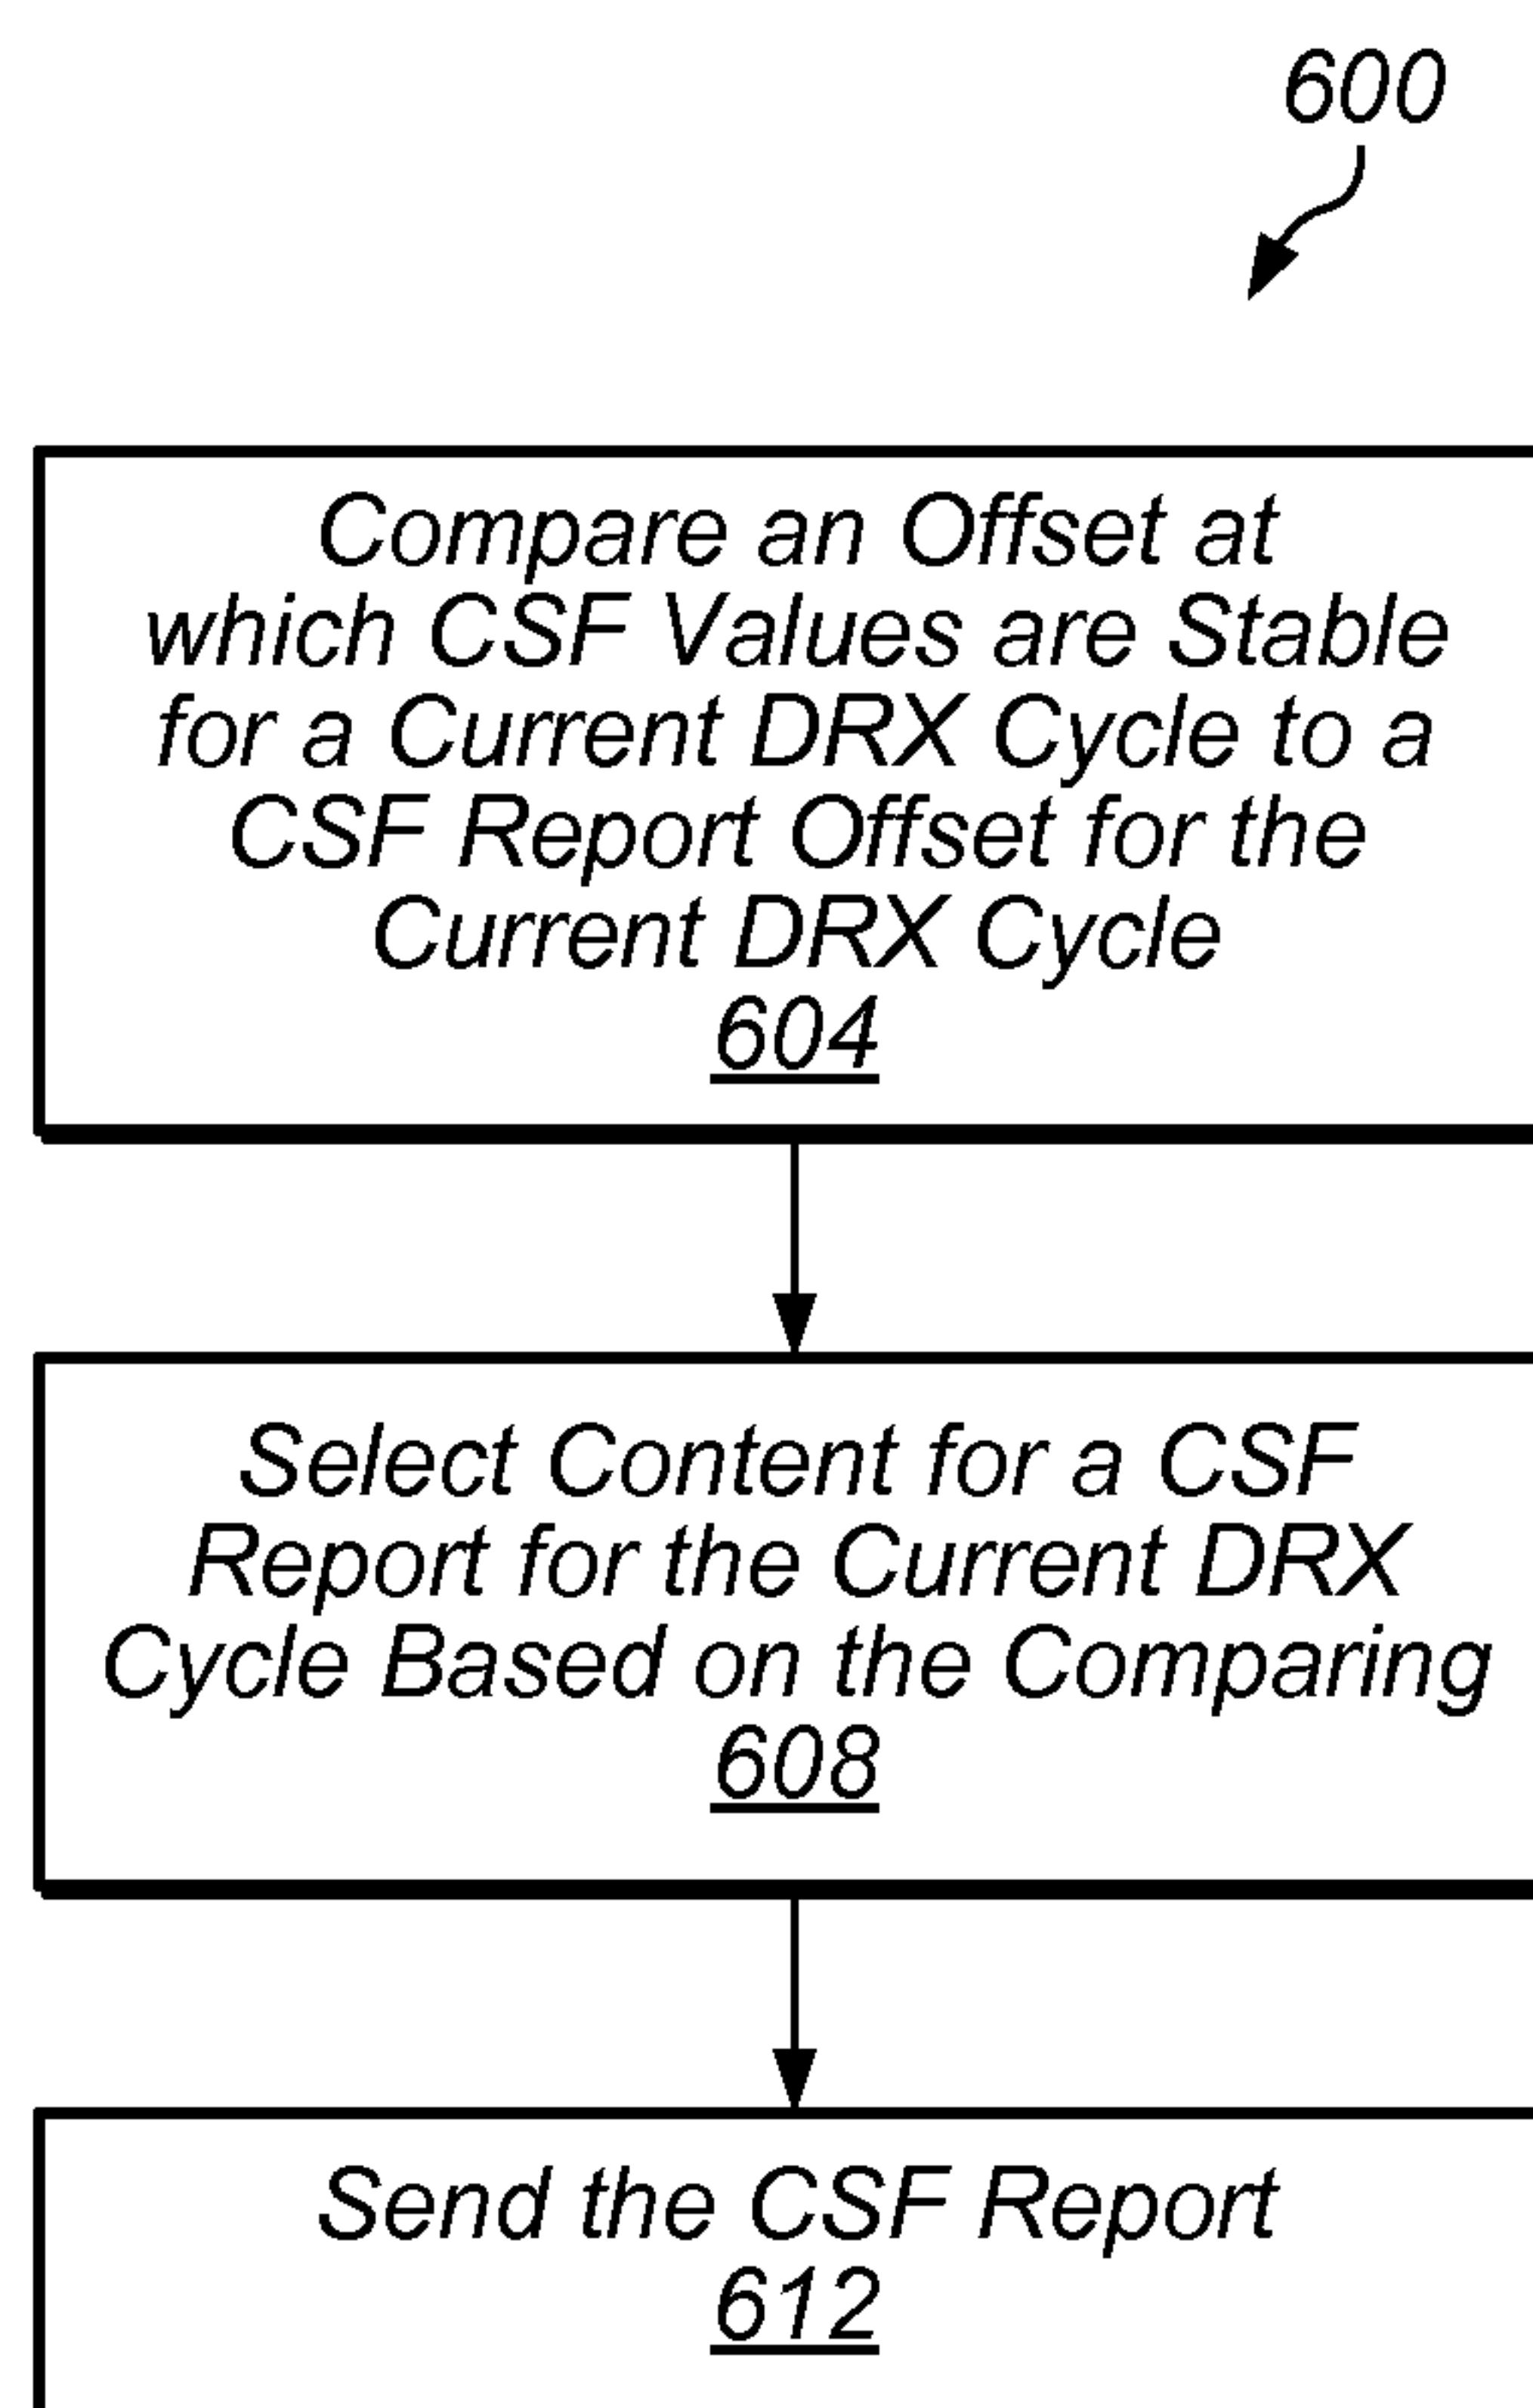 600
Compare an Offset at
which CSF Values are Stable
for a Current DRX Cycle to a
CSF Report Offset for the
Current DRX Cycle
604
Select Content for a CSF
Report for the Current DRX
Cycle Based on the Comparing
608
Send the CSF Report
612